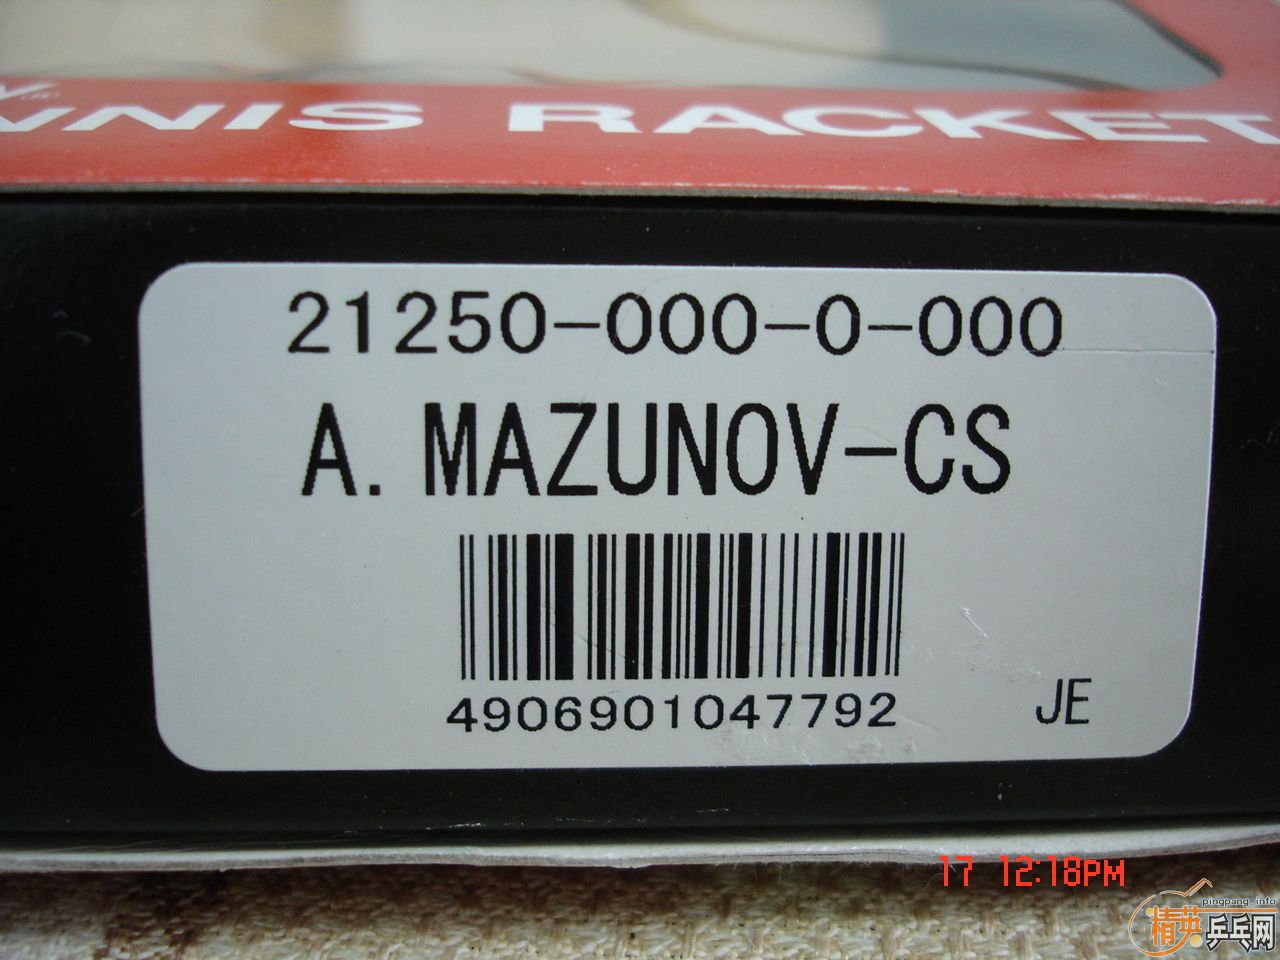 NNIS RACKET
21250-000-0-000
A. MAZUNOV-CS
4906901047792
JE
17 12:18PM
pingpang.info
精英乒乓网